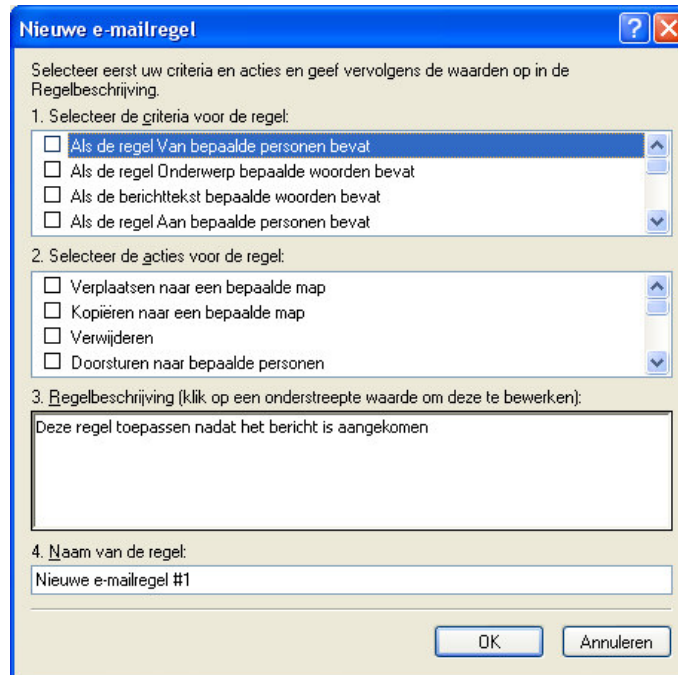 Nieuwe e-mailregel
Selecteer eerst uw criteria en acties en geef vervolgens de waarden op in de
Regelbeschrijving.
1. Selecteer de criteria voor de regel:
Als de regel Van bepaalde personen bevat
Als de regel Onderwerp bepaalde woorden bevat
Als de berichttekst bepaalde woorden bevat
Als de regel Aan bepaalde personen bevat
2. Selecteer de acties voor de regel:
Verplaatsen naar een bepaalde map
Kopiëren naar een bepaalde map
Verwijderen
Doorsturen naar bepaalde personen
3. Regelbeschrijving (klik op een onderstreepte waarde om deze te bewerken):
Deze regel toepassen nadat het bericht is aangekomen
4. Naam van de regel:
Nieuwe e-mailregel #1
OK Annuleren